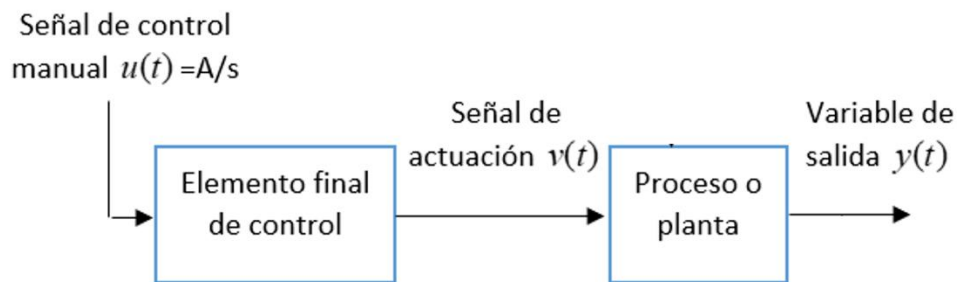 Señal de control
manual u(t) =A/s
Señal de
actuación v(t)
Variable de
salida y(t)
Elemento final
de control
Proceso o
planta